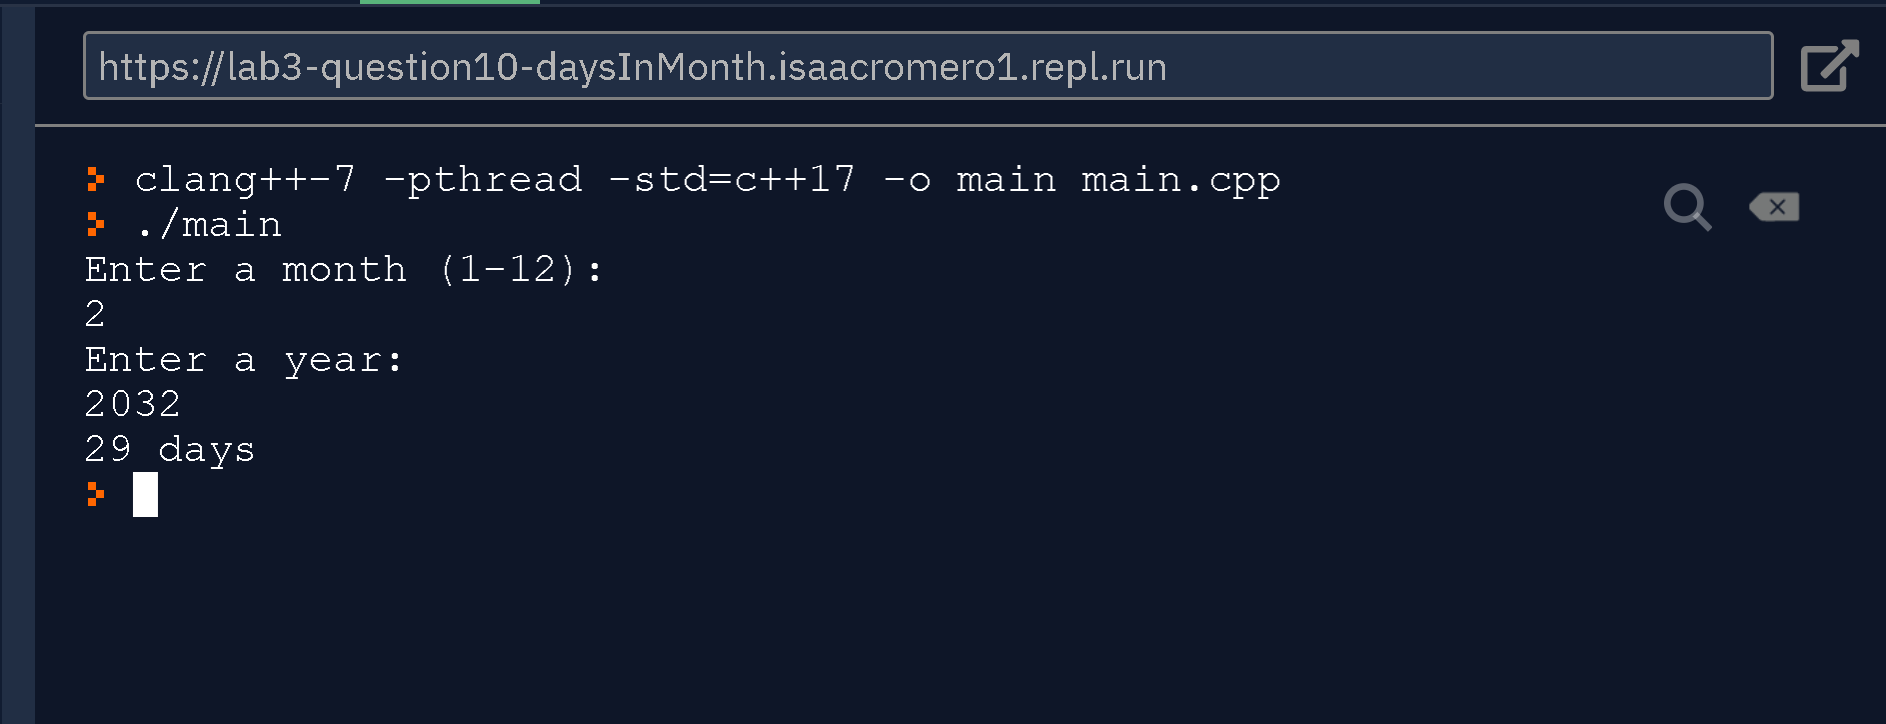 https://lab3-question10-daysInMonth.isaacromero1.repl.run
clang++-7 -pthread -std=c++17 -o main main.cpp
./main
Enter a month (1-12):
2
Enter a year:
2032
29 days